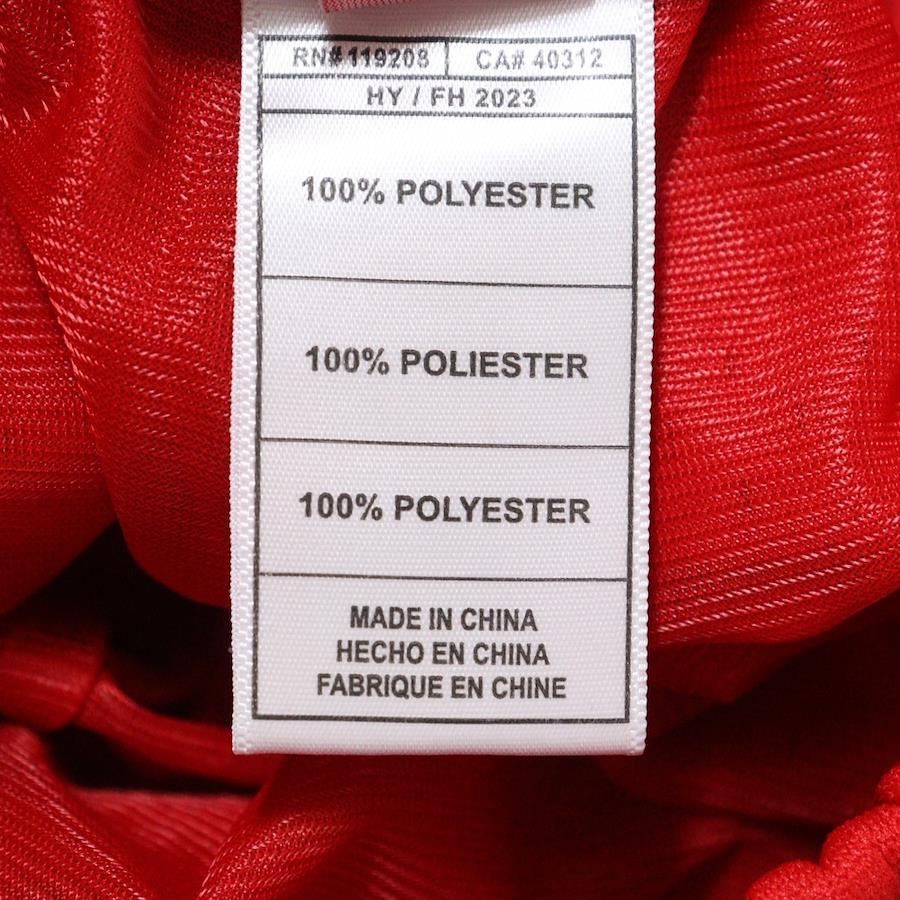 RN# 119208 CA# 40312
HY / FH 2023
100% POLYESTER
100% POLIESTER
100% POLYESTER
MADE IN CHINA
HECHO EN CHINA
FABRIQUE EN CHINE